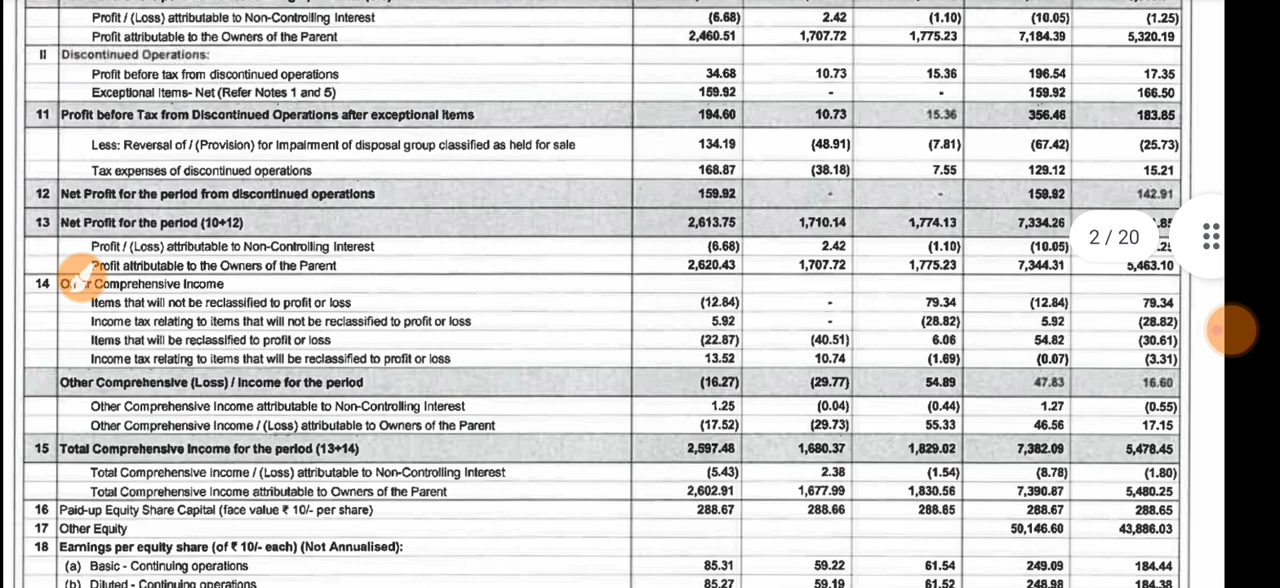 Profit / (Loss) attributable to Non-Controlling Interest (6.68) 2.42 (1.10) (10.05) (1.25)
Profit attributable to the Owners of the Parent 2,460.51 1,707.72 1,775.23 7,184.39 5,320.19
II Discontinued Operations:
Profit before tax from discontinued operations 34.68 10.73 15.36 196.54 17.35
Exceptional Items- Net (Refer Notes 1 and 5) 159.92 - - 159.92 166.50
11 Profit before Tax from Discontinued Operations after exceptional items 194.60 10.73 15.36 356.46 183.85
Less: Reversal of / (Provision) for Impairment of disposal group classified as held for sale 134.19 (48.91) (7.81) (67.42) (25.73)
Tax expenses of discontinued operations 168.87 (38.18) 7.55 129.12 15.21
12 Net Profit for the period from discontinued operations 159.92 - - 159.92 142.91
13 Net Profit for the period (10+12) 2,613.75 1,710.14 1,774.13 7,334.26
2 / 20
Profit / (Loss) attributable to Non-Controlling Interest (6.68) 2.42 (1.10) (10.05)
Profit attributable to the Owners of the Parent 2,620.43 1,707.72 1,775.23 7,344.31 5,463.10
14 Comprehensive Income
Items that will not be reclassified to profit or loss (12.84) - 79.34 (12.84) 79.34
Income tax relating to items that will not be reclassified to profit or loss 5.92 - (28.82) 5.92 (28.82)
Items that will be reclassified to profit or loss (22.87) (40.51) 6.06 54.82 (30.61)
Income tax relating to items that will be reclassified to profit or loss 13.52 10.74 (1.69) (0.07) (3.31)
Other Comprehensive (Loss) / Income for the period (16.27) (29.77) 54.89 47.83 16.60
Other Comprehensive Income attributable to Non-Controlling Interest 1.25 (0.04) (0.44) 1.27 (0.55)
Other Comprehensive Income / (Loss) attributable to Owners of the Parent (17.52) (29.73) 55.33 46.56 17.15
15 Total Comprehensive Income for the period (13+14) 2,597.48 1,680.37 1,829.02 7,382.09 5,478.45
Total Comprehensive Income / (Loss) attributable to Non-Controlling Interest (5.43) 2.38 (1.54) (8.78) (1.80)
Total Comprehensive Income attributable to Owners of the Parent 2,602.91 1,677.99 1,830.56 7,390.87 5,480.25
16 Paid-up Equity Share Capital (face value ₹ 10/- per share) 288.67 288.66 288.65 288.67 288.65
17 Other Equity 50,146.60 43,886.03
18 Earnings per equity share (of ₹ 10/- each) (Not Annualised):
(a) Basic - Continuing operations 85.31 59.22 61.54 249.09 184.44
(b) Diluted - Continuing operations 85.27 59.19 61.52 248.98 184.38